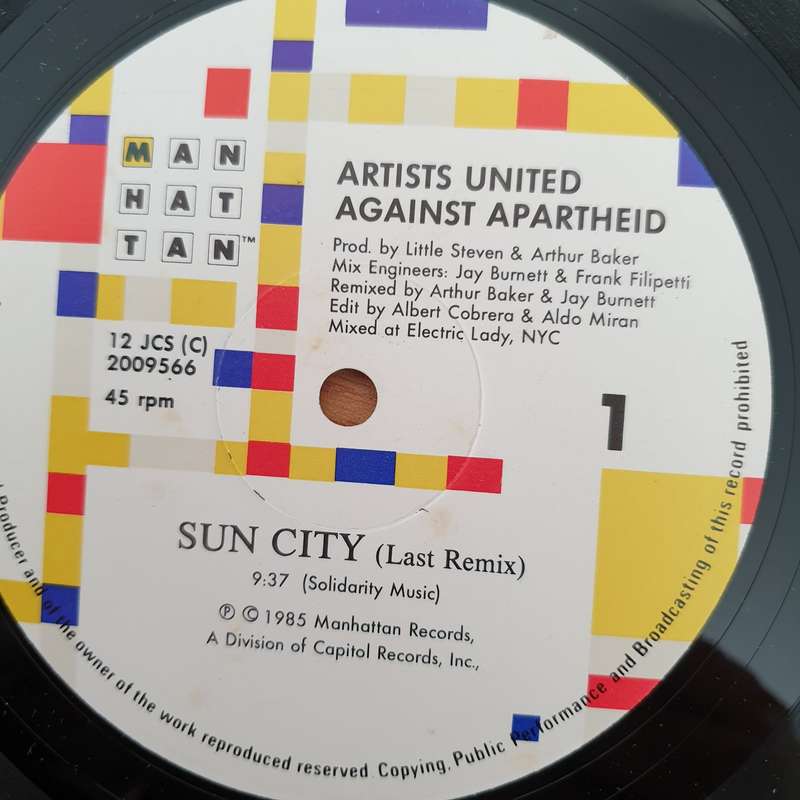 MAN
HAT
TAN™
ARTISTS UNITED
AGAINST APARTHEID
Prod. by Little Steven & Arthur Baker
Mix Engineers: Jay Burnett & Frank Filipetti
Remixed by Arthur Baker & Jay Burnett
Edit by Albert Cobrera & Aldo Miran
Mixed at Electric Lady, NYC
12 JCS (C)
2009566
45 rpm
1
SUN CITY (Last Remix)
9:37 (Solidarity Music)
℗ © 1985 Manhattan Records,
A Division of Capitol Records, Inc.,
Producer and of the owner of the work reproduced reserved. Copying, Public Performance and Broadcasting of this record prohibited